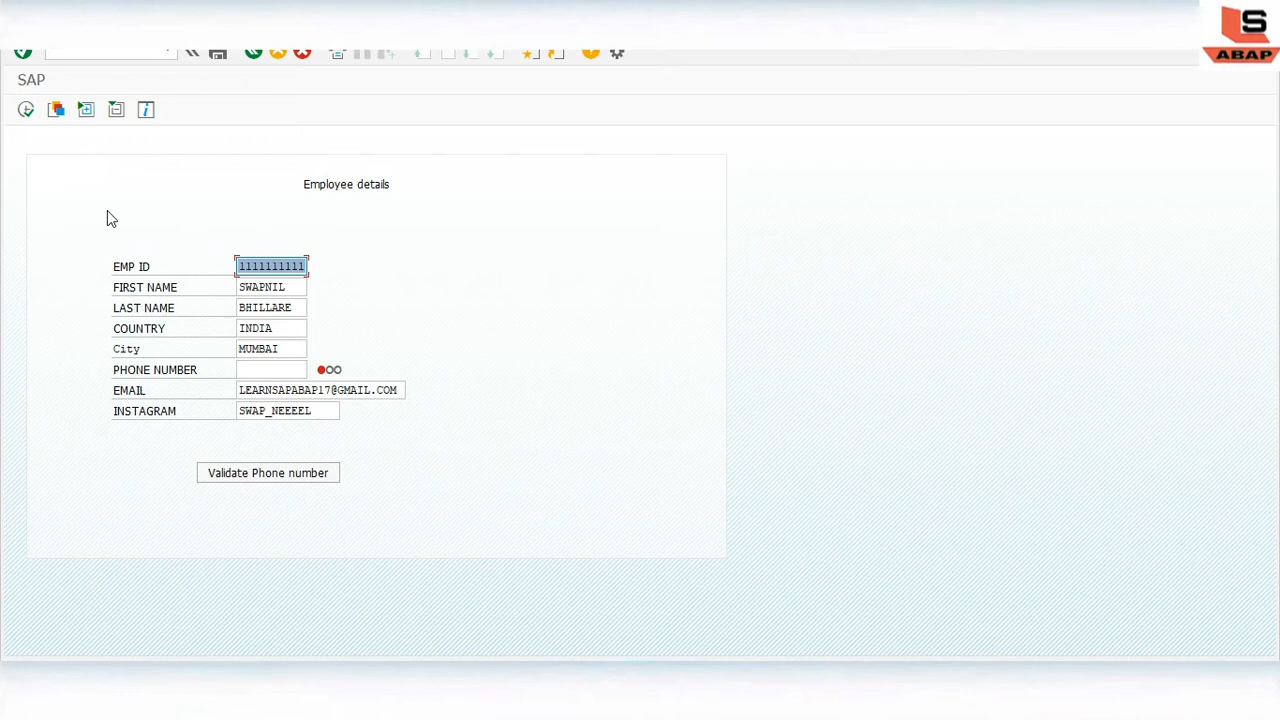 S
ABAP
SAP
Employee details
EMP ID 1111111111
FIRST NAME SWAPNIL
LAST NAME BHILLARE
COUNTRY INDIA
City MUMBAI
PHONE NUMBER
EMAIL LEARNSAPABAP17@GMAIL.COM
INSTAGRAM SWAP_NEEEEL
Validate Phone number